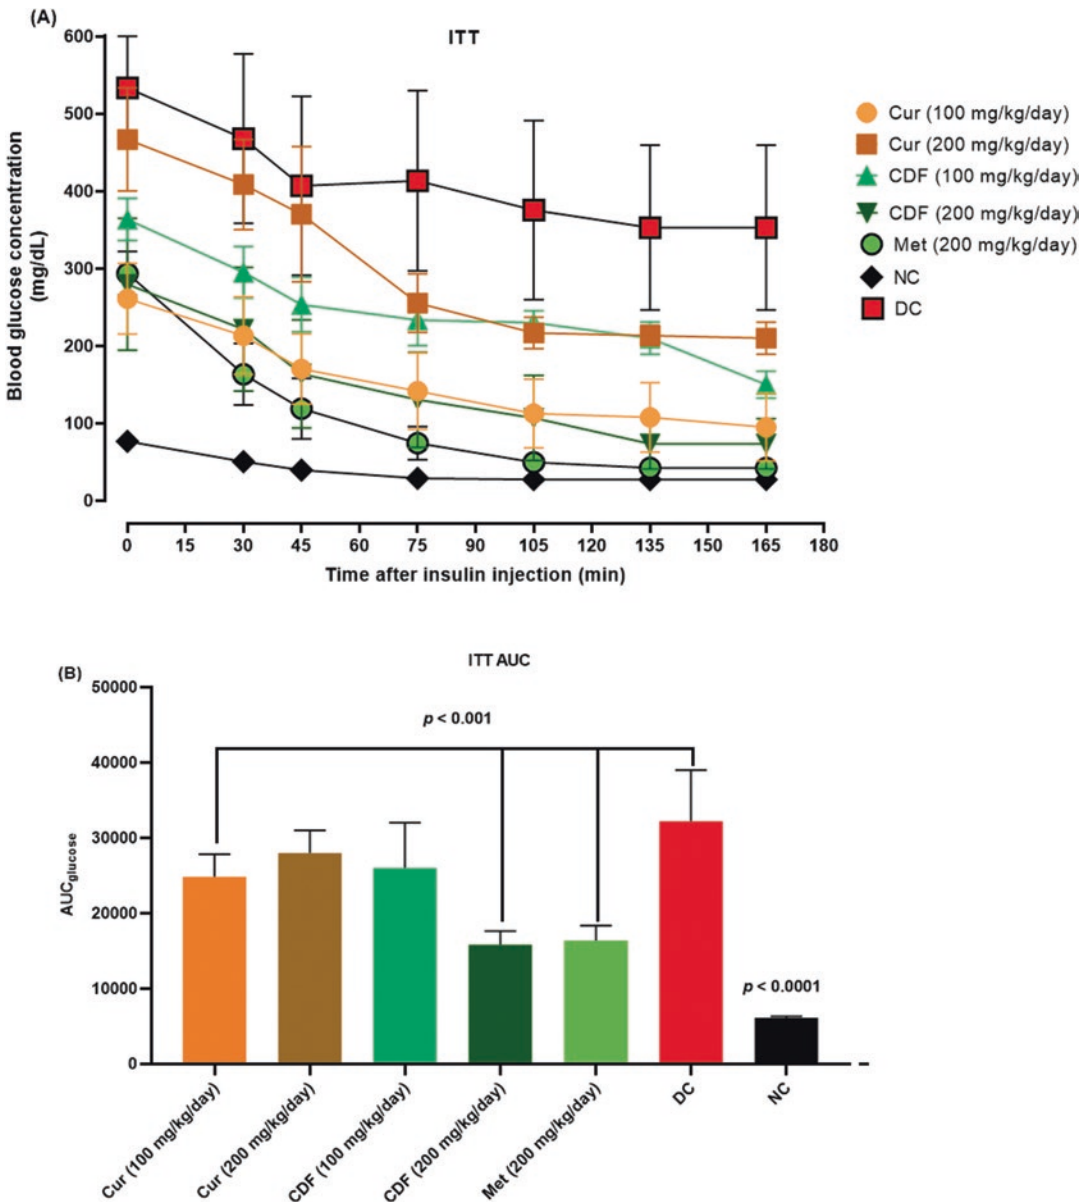 (A)
ITT
Blood glucose concentration
(mg/dL)
600
500
400
300
200
100
0
0 15 30 45 60 75 90 105 120 135 150 165 180
Time after insulin injection (min)
Cur (100 mg/kg/day)
Cur (200 mg/kg/day)
CDF (100 mg/kg/day)
CDF (200 mg/kg/day)
Met (200 mg/kg/day)
NC
DC
(B)
ITT AUC
AUCglucose
50000
40000
30000
20000
10000
0
p < 0.001
p < 0.0001
Cur (100 mg/kg/day)
Cur (200 mg/kg/day)
CDF (100 mg/kg/day)
CDF (200 mg/kg/day)
Met (200 mg/kg/day)
DC
NC